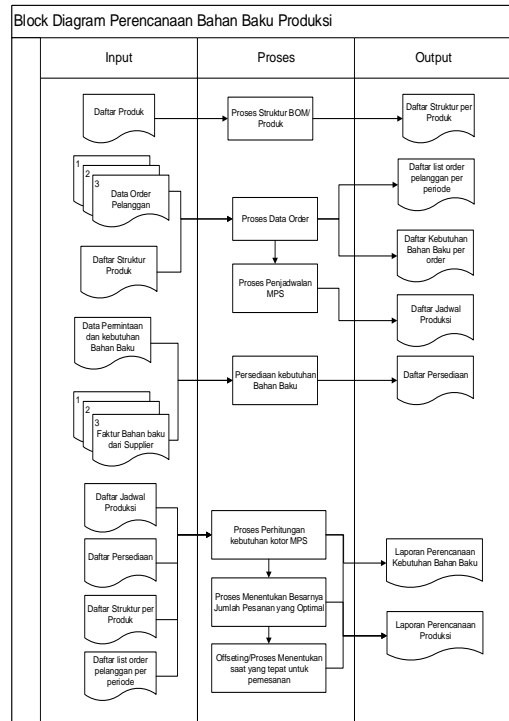 Block Diagram Perencanaan Bahan Baku Produksi
Input
Proses
Output
Daftar Produk
Proses Struktur BOM/
Produk
Daftar Struktur per
Produk
1
2
3
Data Order
Pelanggan
Daftar Struktur
Produk
Proses Data Order
Proses Penjadwalan
MPS
Daftar list order
pelanggan per
periode
Daftar Kebutuhan
Bahan Baku per
order
Daftar Jadwal
Produksi
Data Permintaan
dan kebutuhan
Bahan Baku
1
2
3
Faktur Bahan baku
dari Supplier
Persediaan kebutuhan
Bahan Baku
Daftar Persediaan
Daftar Jadwal
Produksi
Daftar Persediaan
Daftar Struktur per
Produk
Daftar list order
pelanggan per
periode
Proses Perhitungan
kebutuhan kotor MPS
Proses Menentukan Besarnya
Jumlah Pesanan yang Optimal
Offseting/Proses Menentukan
saat yang tepat untuk
pemesanan
Laporan Perencanaan
Kebutuhan Bahan Baku
Laporan Perencanaan
Produksi